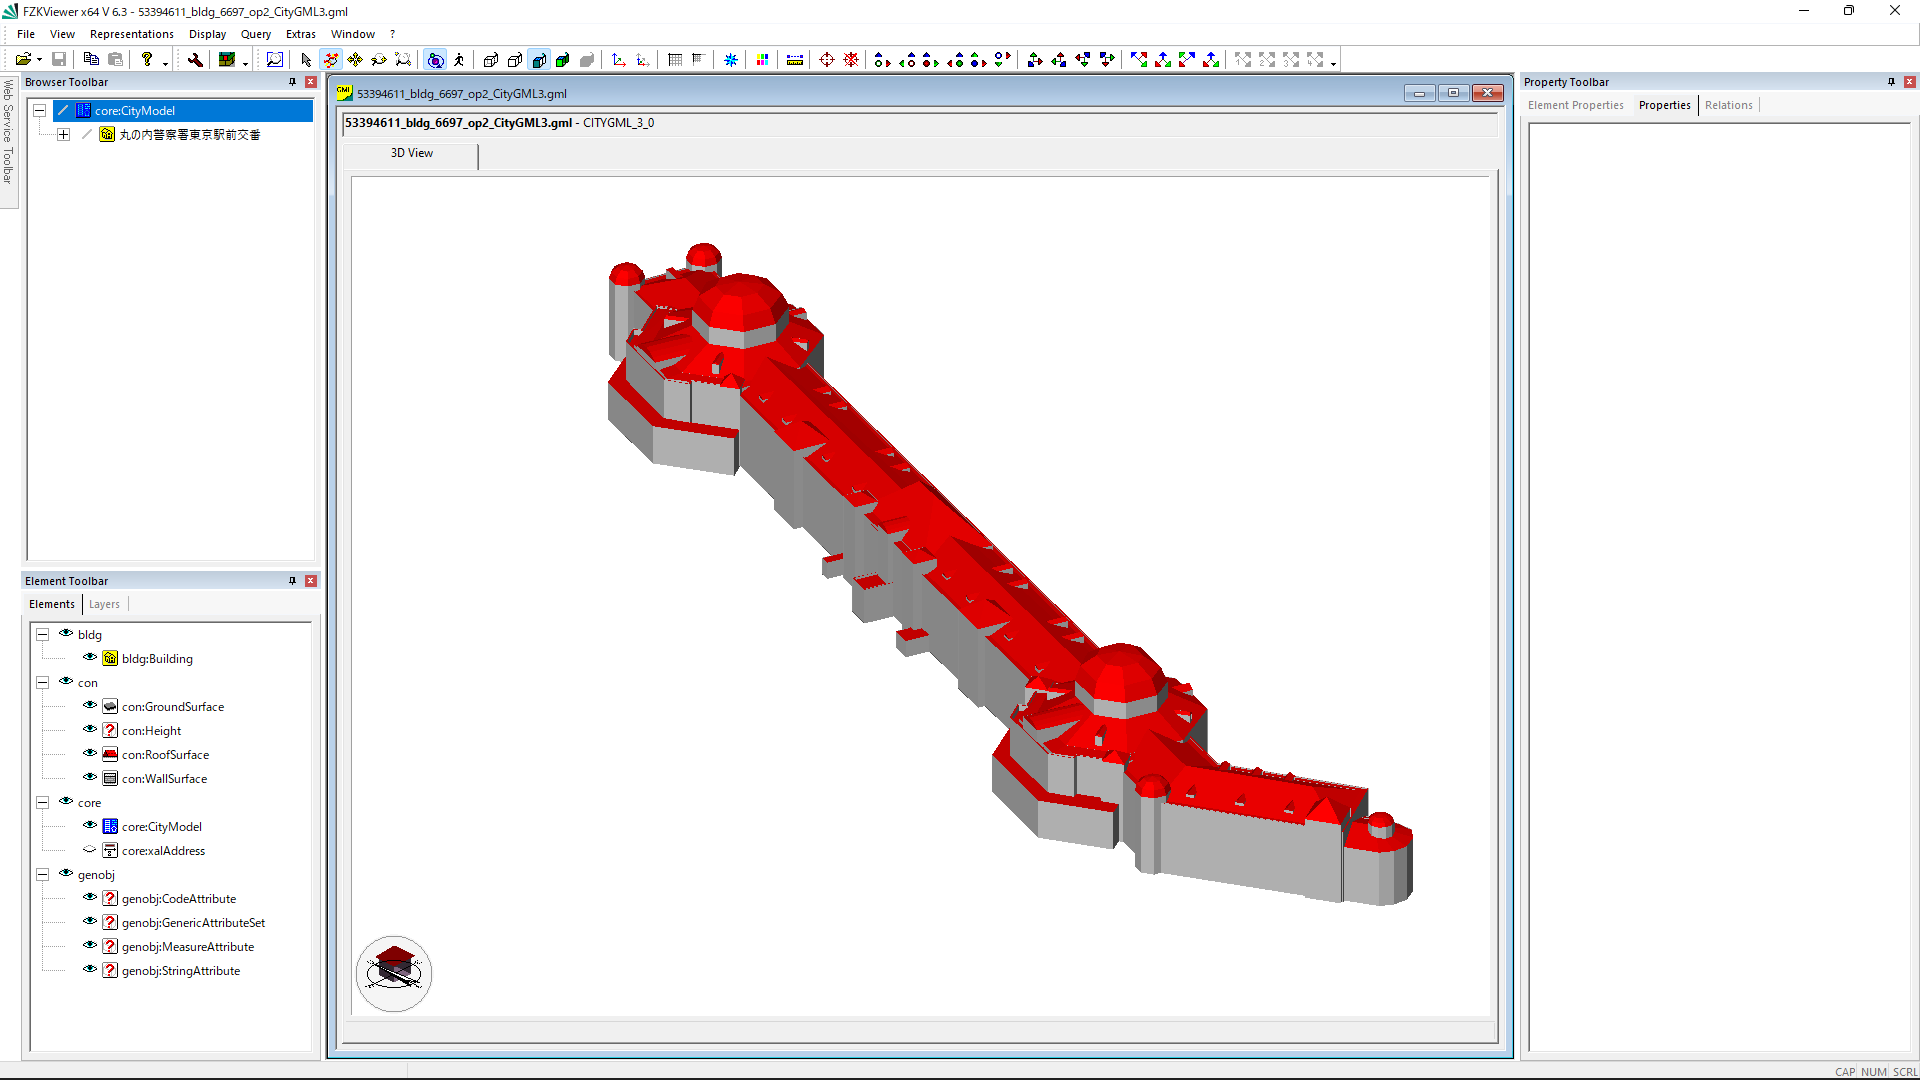 FZKViewer x64 V 6.3 - 53394611_bldg_6697_op2_CityGML3.gml
File View Representations Display Query Extras Window ?
Web Service Toolbar
Browser Toolbar
core:CityModel
丸の内警察署東京駅前交番
Element Toolbar
Elements Layers
bldg
bldg:Building
con
con:GroundSurface
con:Height
con:RoofSurface
con:WallSurface
core
core:CityModel
core:xalAddress
genobj
genobj:CodeAttribute
genobj:GenericAttributeSet
genobj:MeasureAttribute
genobj:StringAttribute
GML
53394611_bldg_6697_op2_CityGML3.gml
53394611_bldg_6697_op2_CityGML3.gml - CITYGML_3_0
3D View
Property Toolbar
Element Properties Properties Relations
CAP NUM SCRL